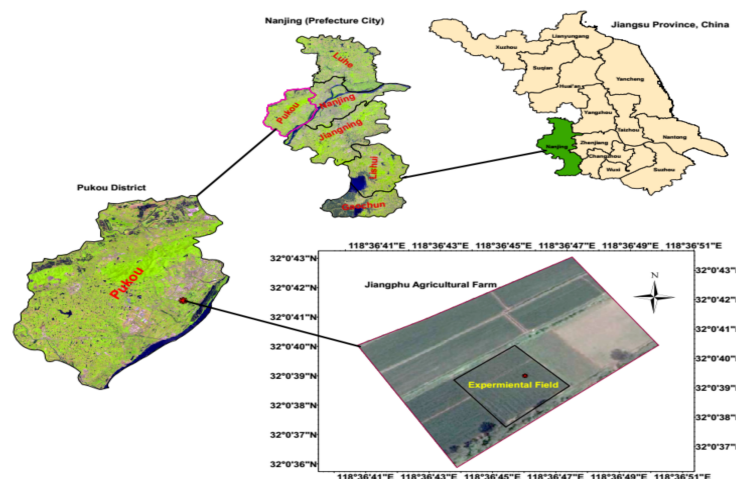 Nanjing (Prefecture City)
Jiangsu Province, China
Luhe
Nanjing
Pukou
Jiangning
Lishui
Gaochun
Lianyungang
Xuzhou
Suqian
Huai'an
Yancheng
Yangzhou
Taizhou
Nantong
Nanjing
Zhenjiang
Changzhou
Wuxi
Suzhou
Pukou District
Pukou
118°36'41"E 118°36'43"E 118°36'45"E 118°36'47"E 118°36'49"E 118°36'51"E
32°0'43"N
32°0'42"N
32°0'41"N
32°0'40"N
32°0'39"N
32°0'38"N
32°0'36"N
Jiangphu Agricultural Farm
N
Expermiental Field
32°0'43"N
32°0'42"N
32°0'41"N
32°0'40"N
32°0'39"N
32°0'38"N
32°0'37"N
118°36'41"E 118°36'43"E 118°36'45"E 118°36'47"E 118°36'49"E 118°36'51"E